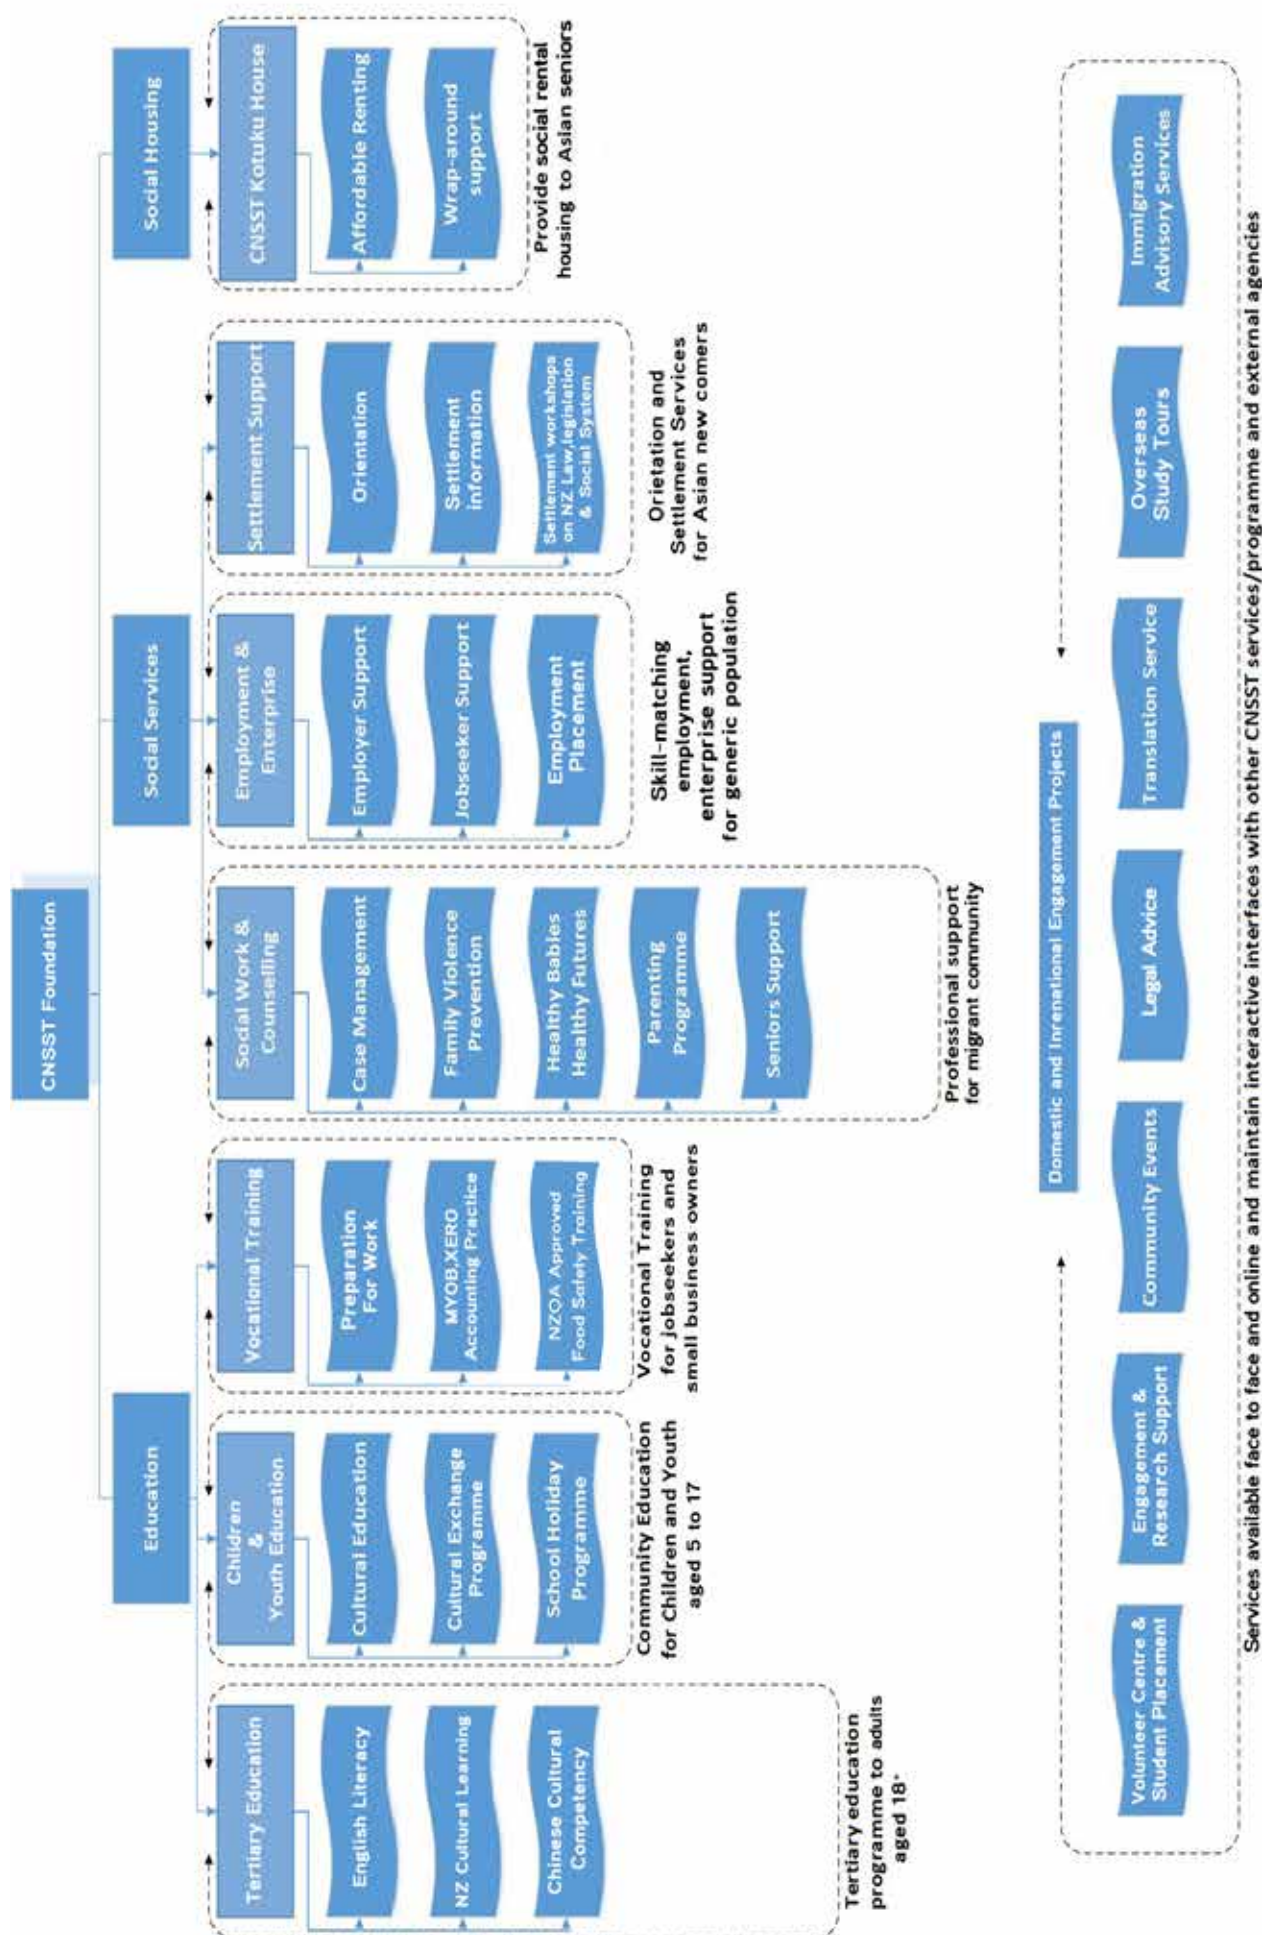 CNSST Foundation
Education
Social Services
Social Housing
Tertiary Education
English Literacy
NZ Cultural Learning
Chinese Cultural
Competency
Tertiary education
programme to adults
aged 18+
Children
&
Youth Education
Cultural Education
Cultural Exchange
Programme
School Holiday
Programme
Community Education
for Children and Youth
aged 5 to 17
Vocational Training
Preparation
For Work
MYOB,XERO
Accounting Practice
NZQA Approved
Food Safety Training
Vocational Training
for jobseekers and
small business owners
Social Work &
Counselling
Case Management
Family Violence
Prevention
Healthy Babies
Healthy Futures
Parenting
Programme
Seniors Support
Professional support
for migrant community
Employment &
Enterprise
Employer Support
Jobseeker Support
Employment
Placement
Skill-matching
employment,
enterprise support
for generic population
Settlement Support
Orientation
Settlement
information
Settlement workshops
on NZ Law,legislation
& Social System
Orietation and
Settlement Services
for Asian new comers
CNSST Kotuku House
Affordable Renting
Wrap-around
support
Provide social rental
housing to Asian seniors
Domestic and Inrenational Engagement Projects
Volunteer Centre &
Student Placement
Engagement &
Research Support
Community Events
Legal Advice
Translation Service
Overseas
Study Tours
Immigration
Advisory Services
Services available face to face and online and maintain interactive interfaces with other CNSST services/programme and external agencies